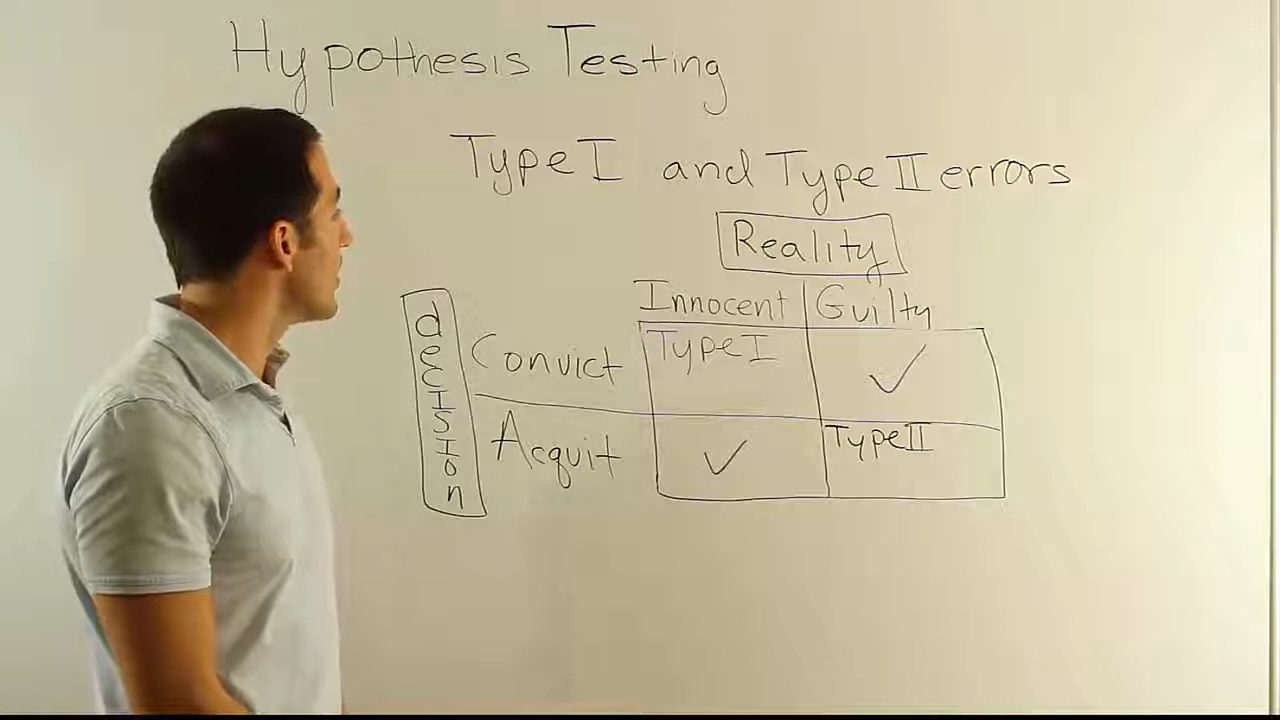 Hypothesis Testing
Type I and Type II errors
Reality
Innocent Guilty
decision
Convict Type I ✓
Acquit ✓ Type II